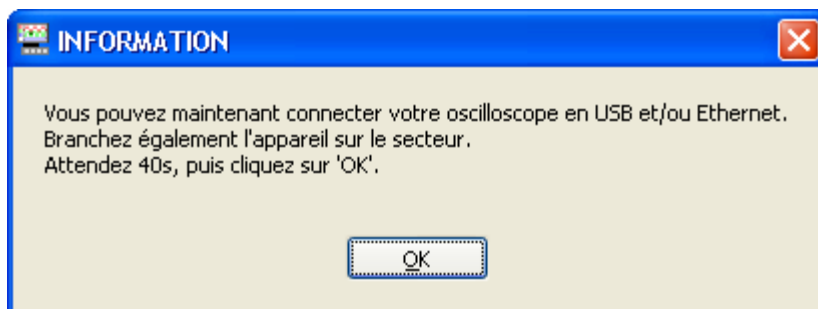 INFORMATION
Vous pouvez maintenant connecter votre oscilloscope en USB et/ou Ethernet.
Branchez également l'appareil sur le secteur.
Attendez 40s, puis cliquez sur 'OK'.
OK